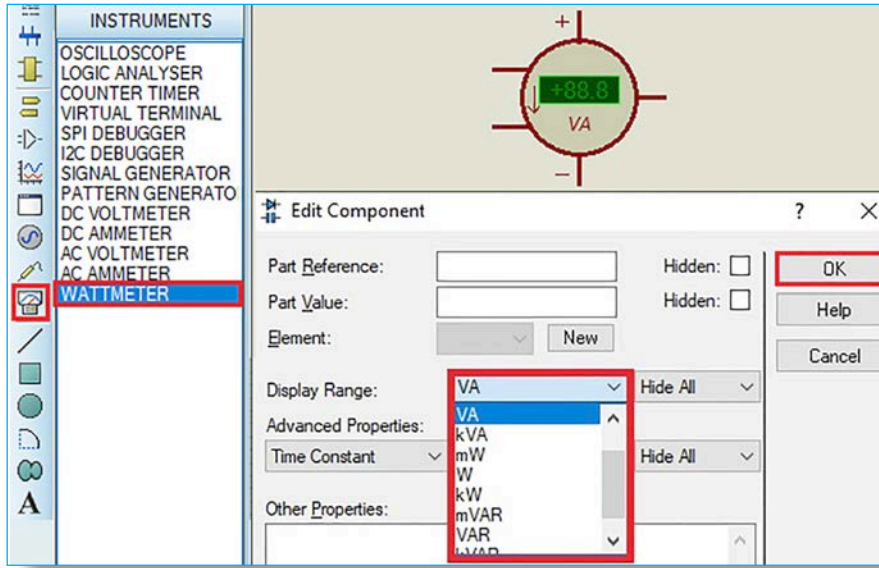 INSTRUMENTS
OSCILLOSCOPE
LOGIC ANALYSER
COUNTER TIMER
VIRTUAL TERMINAL
SPI DEBUGGER
I2C DEBUGGER
SIGNAL GENERATOR
PATTERN GENERATO
DC VOLTMETER
DC AMMETER
AC VOLTMETER
AC AMMETER
WATTMETER
A
+
+88.8
VA
−
Edit Component ?
Part Reference: Hidden: OK
Part Value: Hidden: Help
Element: New
Cancel
Display Range: VA Hide All
VA
kVA
mW
W
kW
mVAR
VAR
kVAR
Advanced Properties:
Time Constant Hide All
Other Properties: